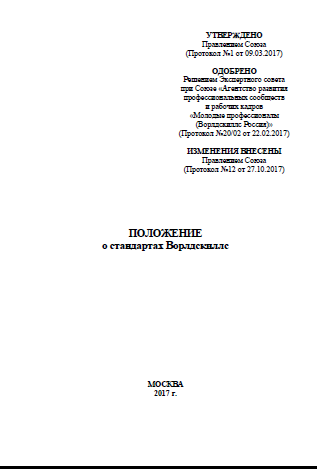 УТВЕРЖДЕНО
Правлением Союза
(Протокол №1 от 09.03.2017)
ОДОБРЕНО
Решением Экспертного совета
при Союзе «Агентство развития
профессиональных сообществ
и рабочих кадров
«Молодые профессионалы
(Ворлдскиллс Россия)»
(Протокол №20/02 от 22.02.2017)
ИЗМЕНЕНИЯ ВНЕСЕНЫ
Правлением Союза
(Протокол №12 от 27.10.2017)
ПОЛОЖЕНИЕ
о стандартах Ворлдскиллс
МОСКВА
2017 г.